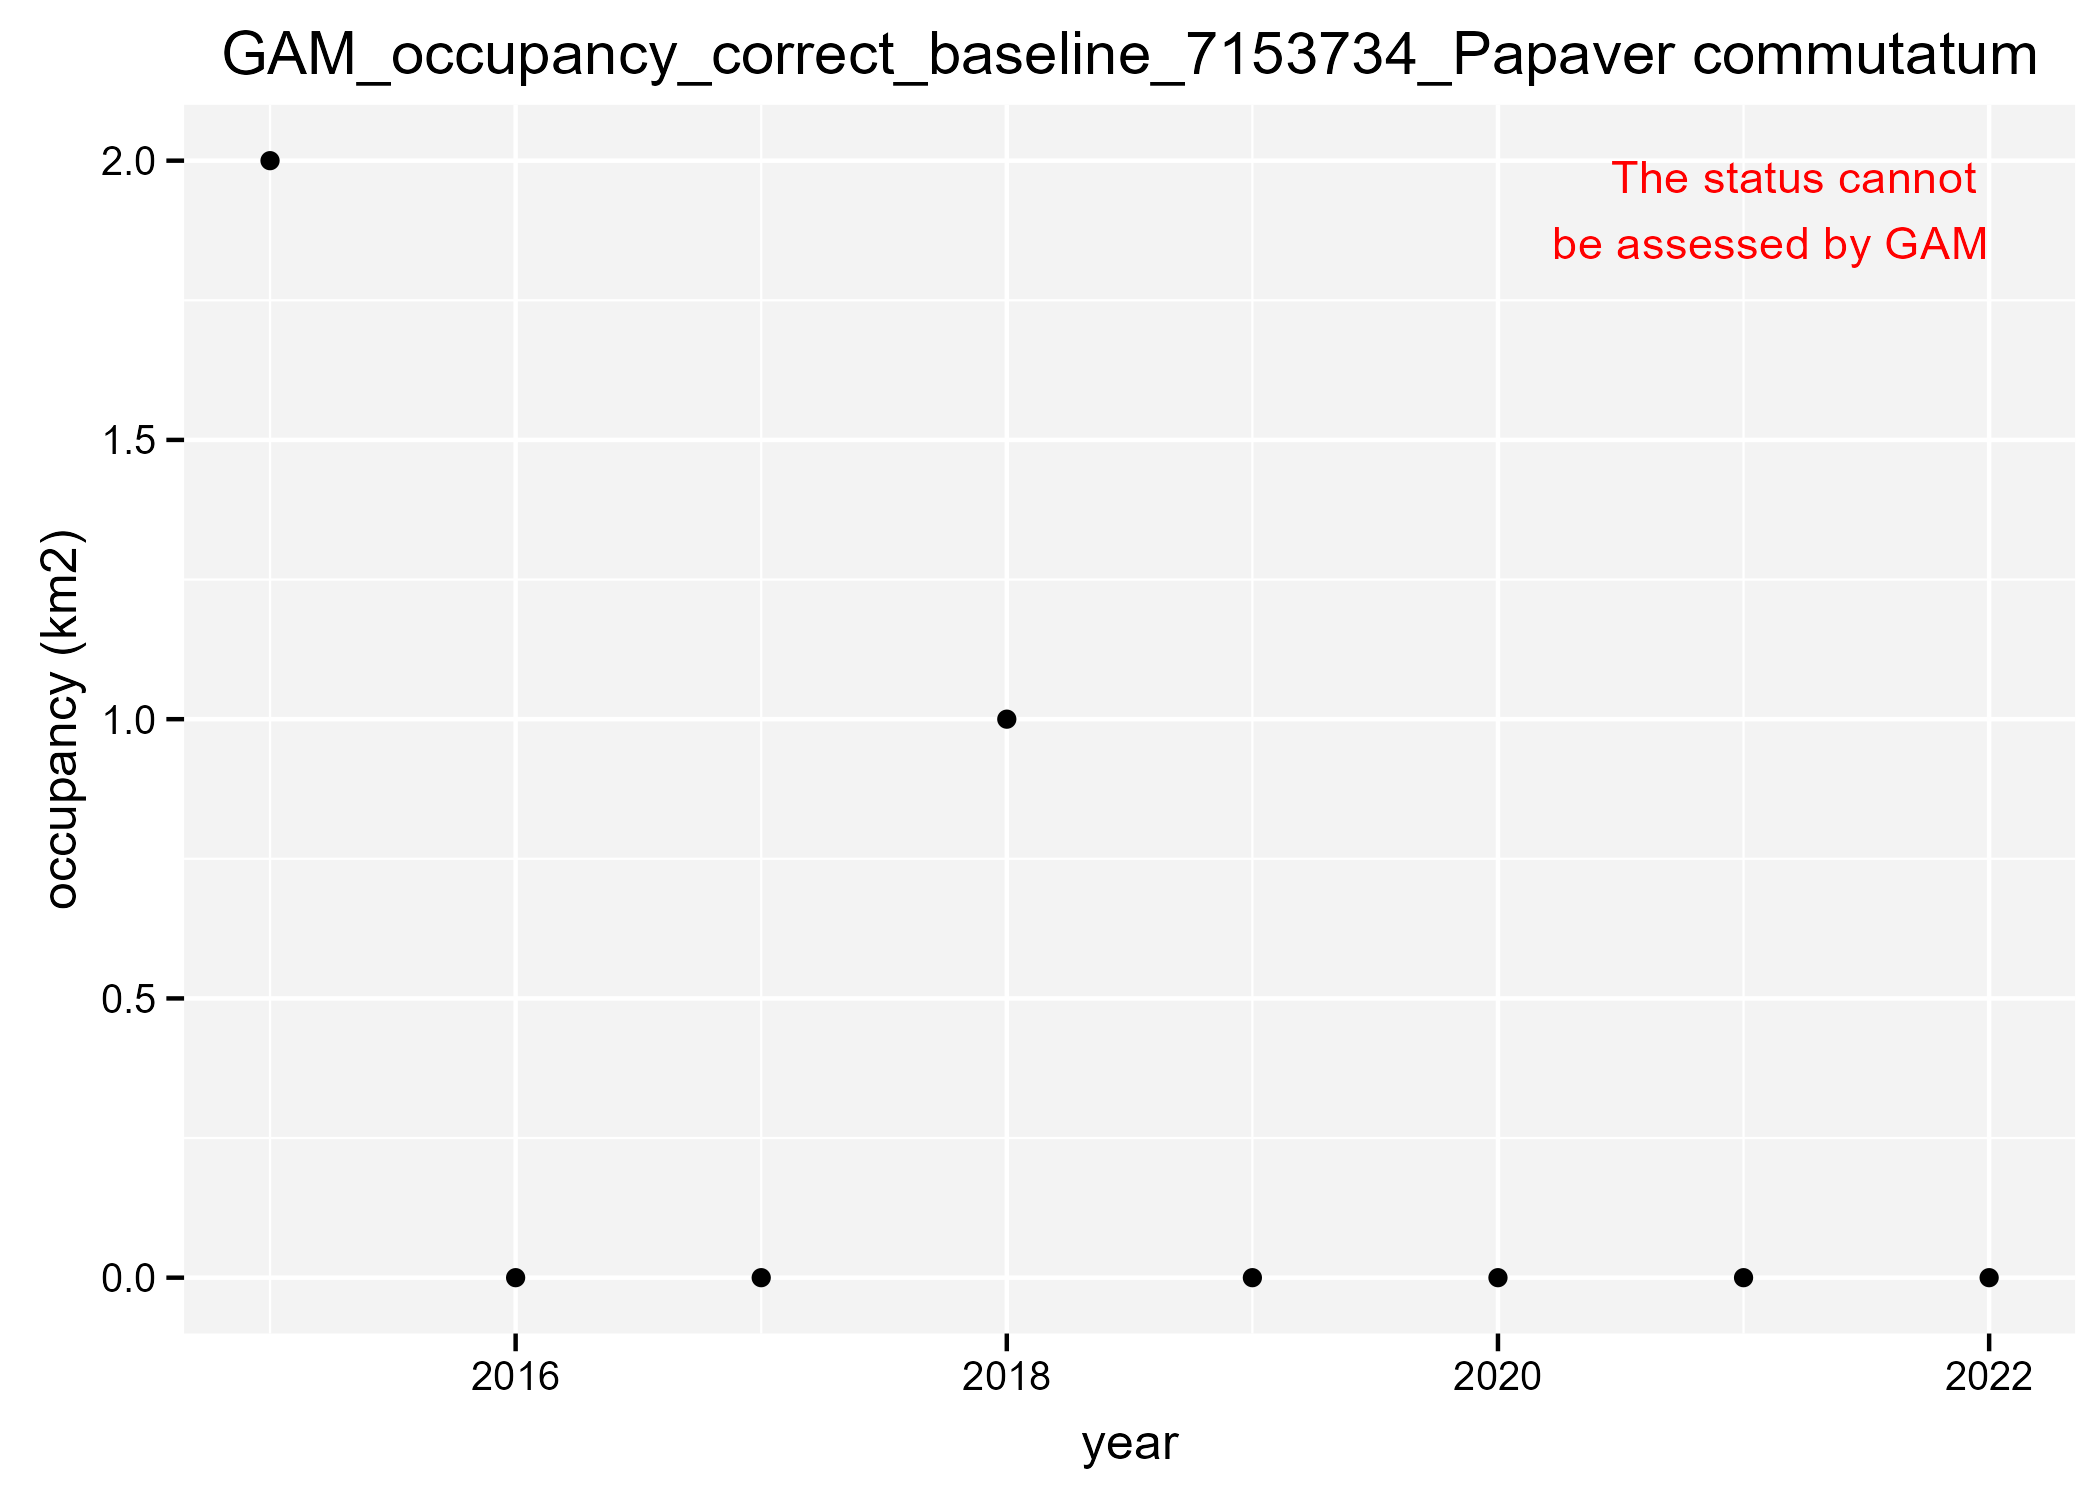 GAM_occupancy_correct_baseline_7153734_Papaver commutatum
The status cannot
be assessed by GAM
2.0
1.5
1.0
0.5
0.0
occupancy (km2)
2016 2018 2020 2022
year